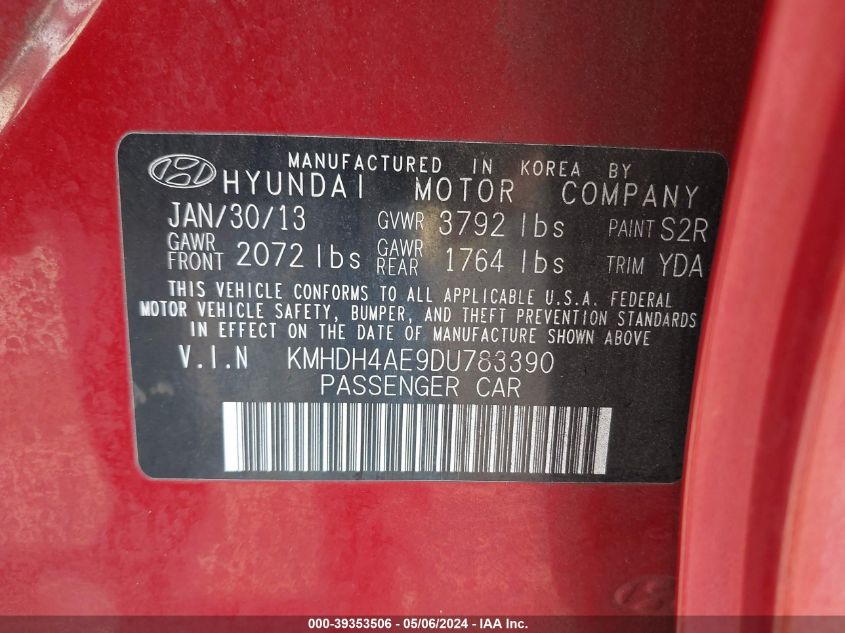 MANUFACTURED IN KOREA BY
HYUNDAI MOTOR COMPANY
JAN/30/13 GVWR 3792 lbs PAINT S2R
GAWR FRONT 2072 lbs GAWR REAR 1764 lbs TRIM YDA
THIS VEHICLE CONFORMS TO ALL APPLICABLE U.S.A. FEDERAL
MOTOR VEHICLE SAFETY, BUMPER, AND THEFT PREVENTION STANDARDS
IN EFFECT ON THE DATE OF MANUFACTURE SHOWN ABOVE
V.I.N KMHDH4AE9DU783390
PASSENGER CAR
000-39353506 - 05/06/2024 - IAA Inc.